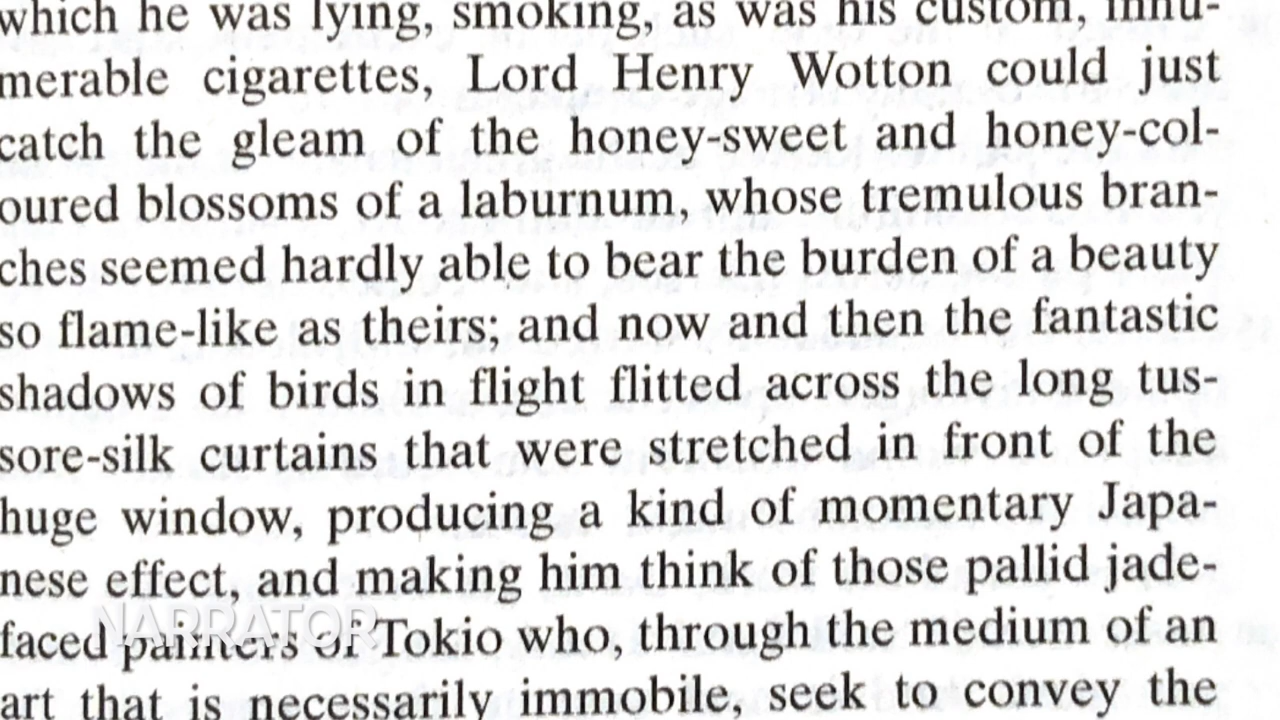 which he was lying, smoking, as was his custom, innu-
merable cigarettes, Lord Henry Wotton could just
catch the gleam of the honey-sweet and honey-col-
oured blossoms of a laburnum, whose tremulous bran-
ches seemed hardly able to bear the burden of a beauty
so flame-like as theirs; and now and then the fantastic
shadows of birds in flight flitted across the long tus-
sore-silk curtains that were stretched in front of the
huge window, producing a kind of momentary Japa-
nese effect, and making him think of those pallid jade-
NARRATOR
faced painters of Tokio who, through the medium of an
art that is necessarily immobile, seek to convey the